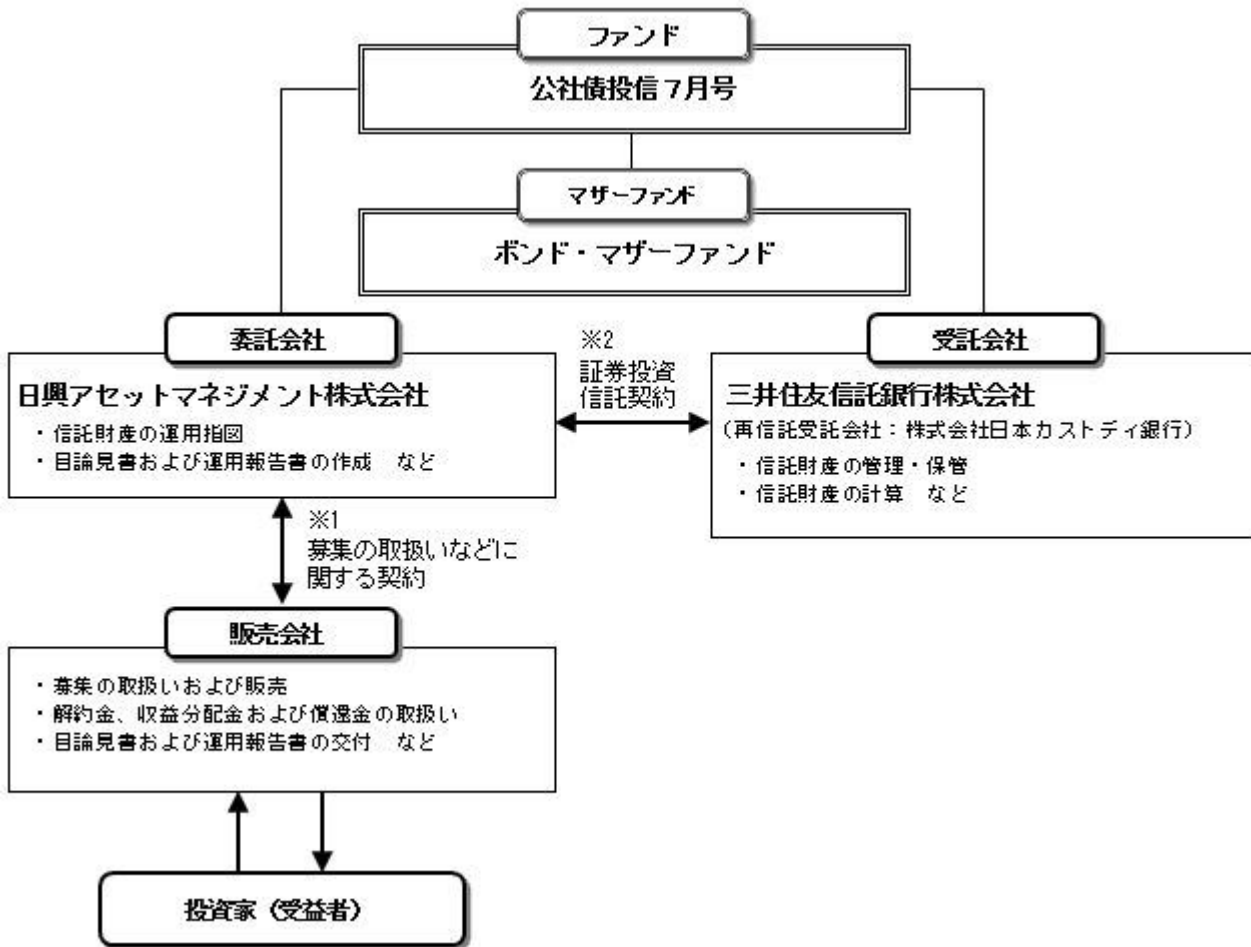 ファンド
公社債投信7月号
マザーファンド
ボンド・マザーファンド
委託会社
日興アセットマネジメント株式会社
・信託財産の運用指図
・目論見書および運用報告書の作成　など
※2
証券投資
信託契約
受託会社
三井住友信託銀行株式会社
(再信託受託会社：株式会社日本カストディ銀行)
・信託財産の管理・保管
・信託財産の計算　など
※1
募集の取扱いなどに
関する契約
販売会社
・募集の取扱いおよび販売
・解約金、収益分配金および償還金の取扱い
・目論見書および運用報告書の交付　など
投資家（受益者）